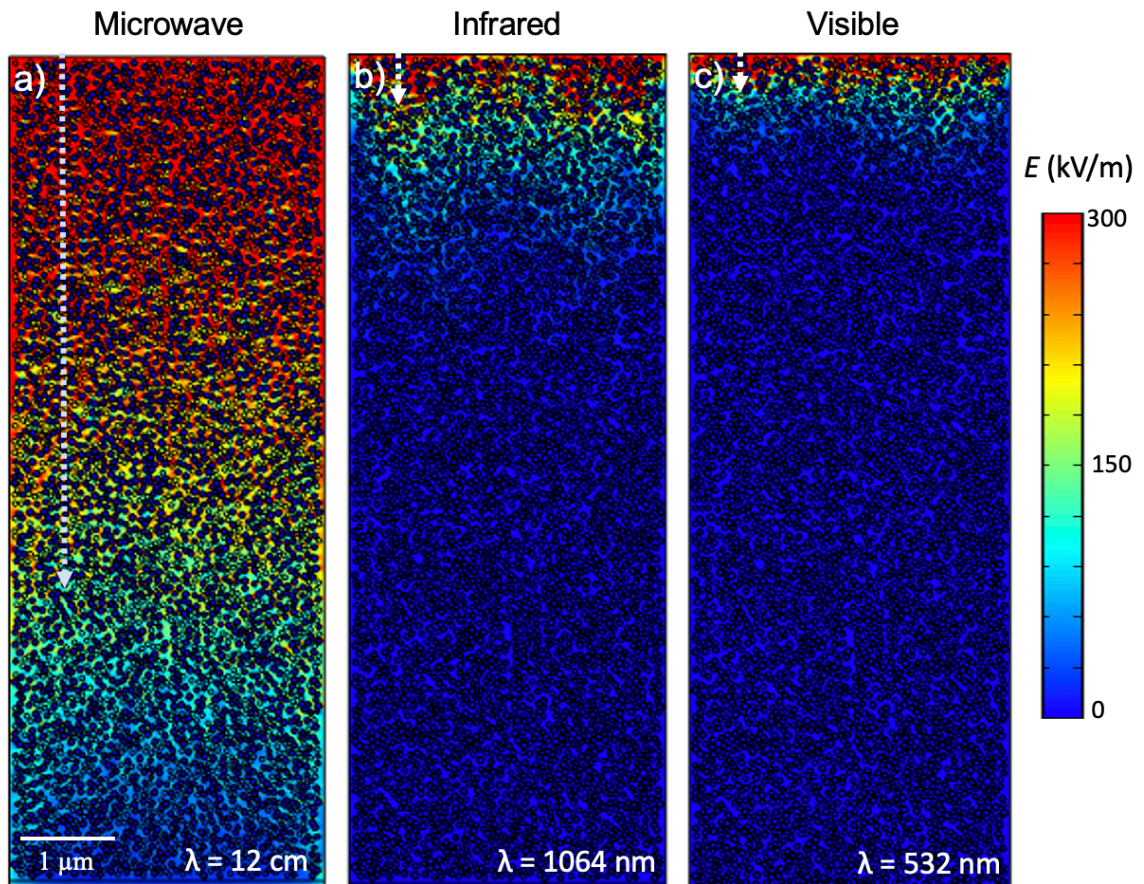 Microwave
Infrared
Visible
a)
b)
c)
E (kV/m)
300
150
0
1 µm
λ = 12 cm
λ = 1064 nm
λ = 532 nm